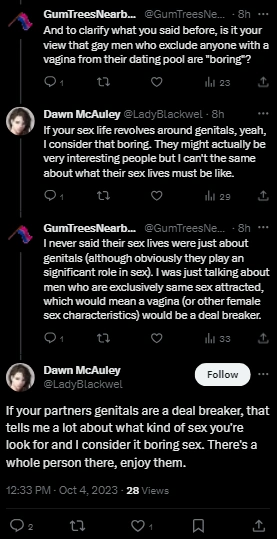 GumTreesNearb... @GumTreesNe... · 8h ···
And to clarify what you said before, is it your
view that gay men who exclude anyone with a
vagina from their dating pool are "boring"?
1 23
Dawn McAuley @LadyBlackwel · 8h ···
If your sex life revolves around genitals, yeah,
I consider that boring. They might actually be
very interesting people but I can't the same
about what their sex lives must be like.
1 29
GumTreesNearb... @GumTreesNe... · 8h ···
I never said their sex lives were just about
genitals (although obviously they play an
significant role in sex). I was just talking about
men who are exclusively same sex attracted,
which would mean a vagina (or other female
sex characteristics) would be a deal breaker.
1 33
Dawn McAuley
@LadyBlackwel
Follow ···
If your partners genitals are a deal breaker, that
tells me a lot about what kind of sex you're
look for and I consider it boring sex. There's a
whole person there, enjoy them.
12:33 PM · Oct 4, 2023 · 28 Views
2 1